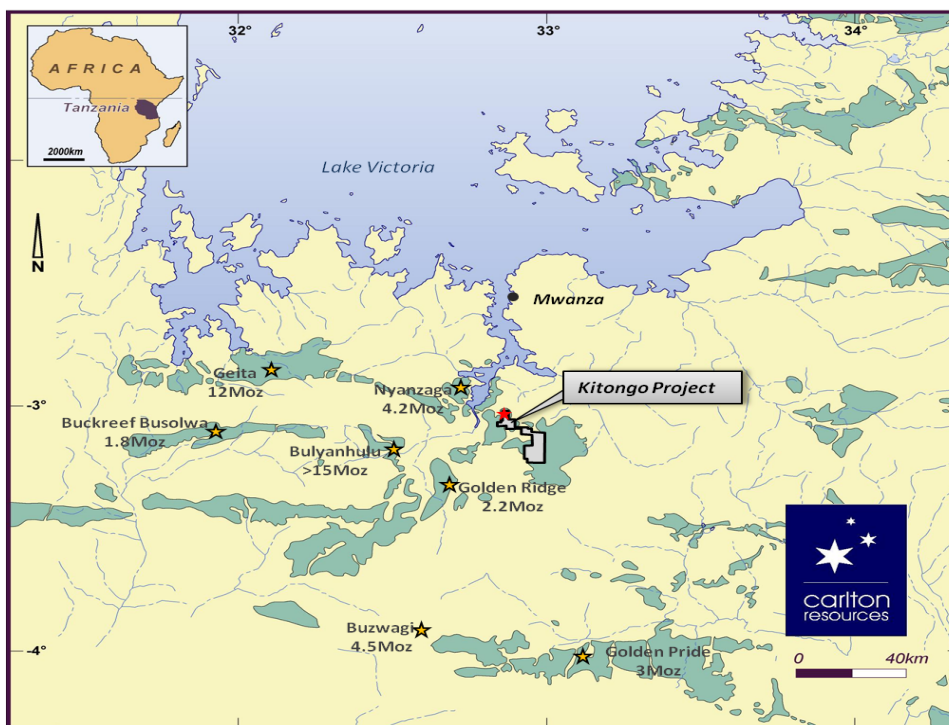 32°
33°
34°
AFRICA
Tanzania
2000km
Lake Victoria
N
Mwanza
Geita
12Moz
Nyanzaga
4.2Moz
Kitongo Project
-3°
Buckreef Busolwa
1.8Moz
Bulyanhulu
>15Moz
Golden Ridge
2.2Moz
carlton
resources
Buzwagi
4.5Moz
-4°
Golden Pride
3Moz
0 40km
32°
33°